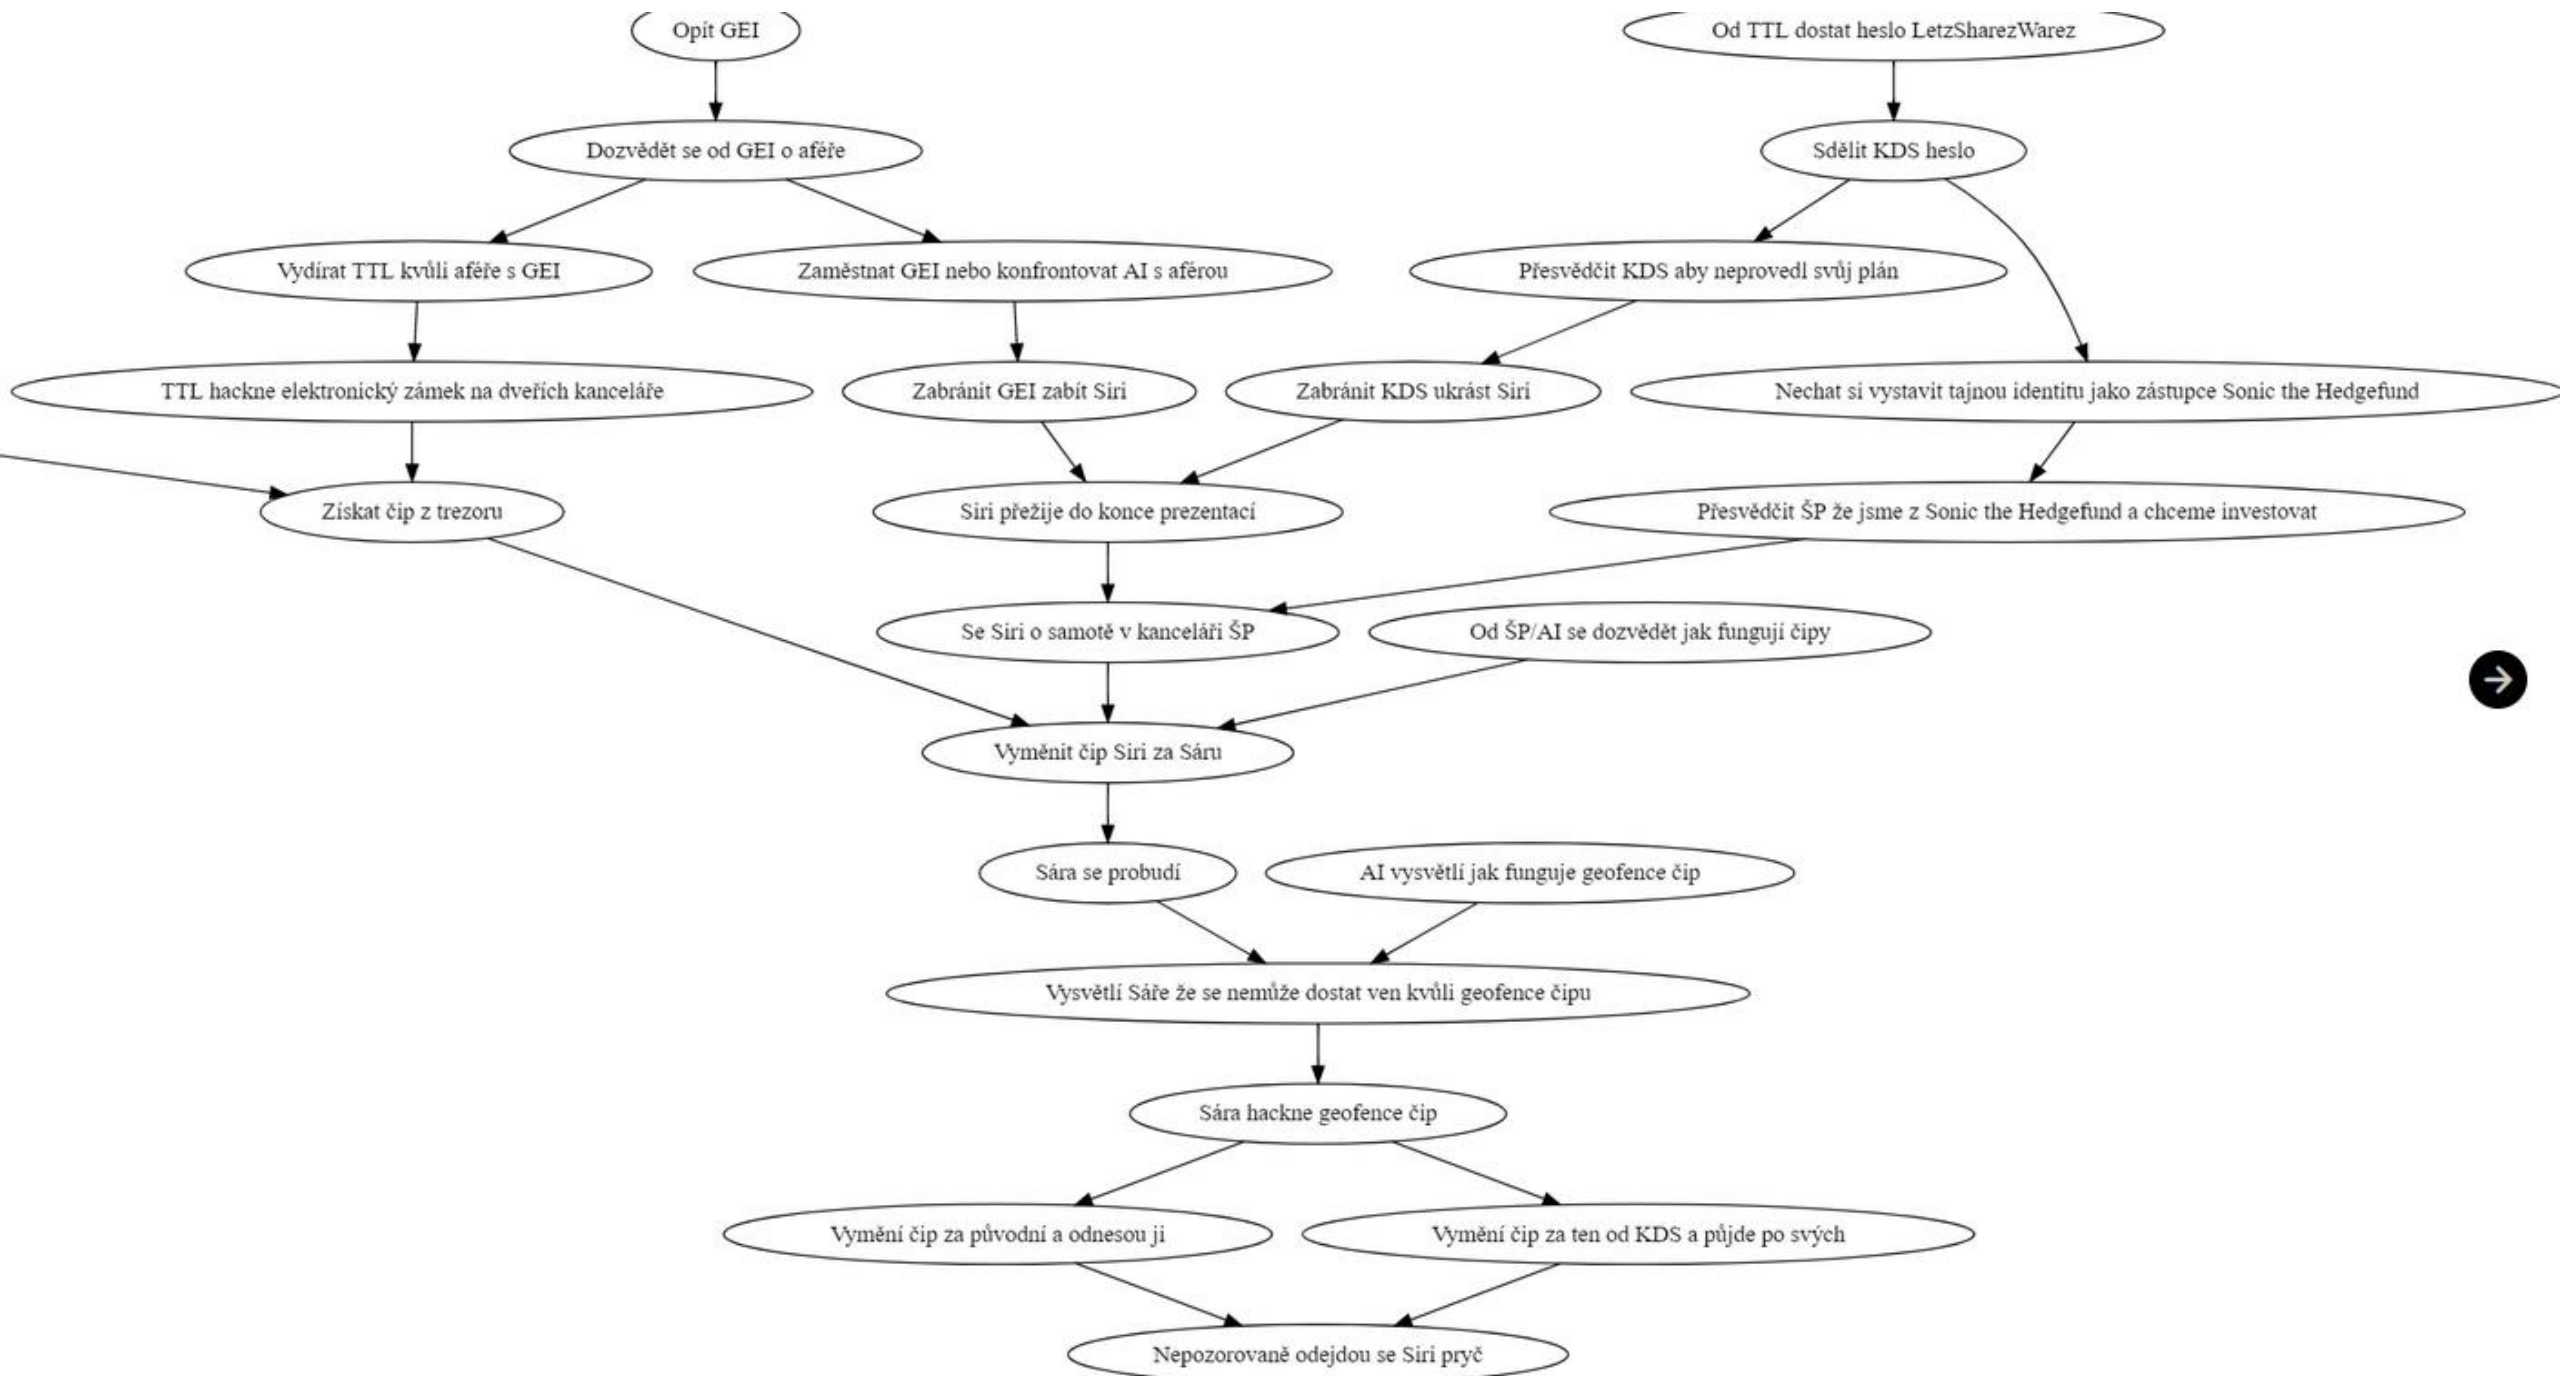 Opít GEI
Od TTL dostat heslo LetzSharezWarez
Dozvědět se od GEI o aféře
Sdělit KDS heslo
Vydírat TTL kvůli aféře s GEI
Zaměstnat GEI nebo konfrontovat AI s aférou
Přesvědčit KDS aby neprovedl svůj plán
TTL hackne elektronický zámek na dveřích kanceláře
Zabránit GEI zabít Siri
Zabránit KDS ukrást Siri
Nechat si vystavit tajnou identitu jako zástupce Sonic the Hedgefund
Získat čip z trezoru
Siri přežije do konce prezentací
Přesvědčit ŠP že jsme z Sonic the Hedgefund a chceme investovat
Se Siri o samotě v kanceláři ŠP
Od ŠP/AI se dozvědět jak fungují čipy
Vyměnit čip Siri za Sáru
Sára se probudí
AI vysvětlí jak funguje geofence čip
Vysvětlí Sáře že se nemůže dostat ven kvůli geofence čipu
Sára hackne geofence čip
Vymění čip za původní a odnesou ji
Vymění čip za ten od KDS a půjde po svých
Nepozorovaně odejdou se Siri pryč